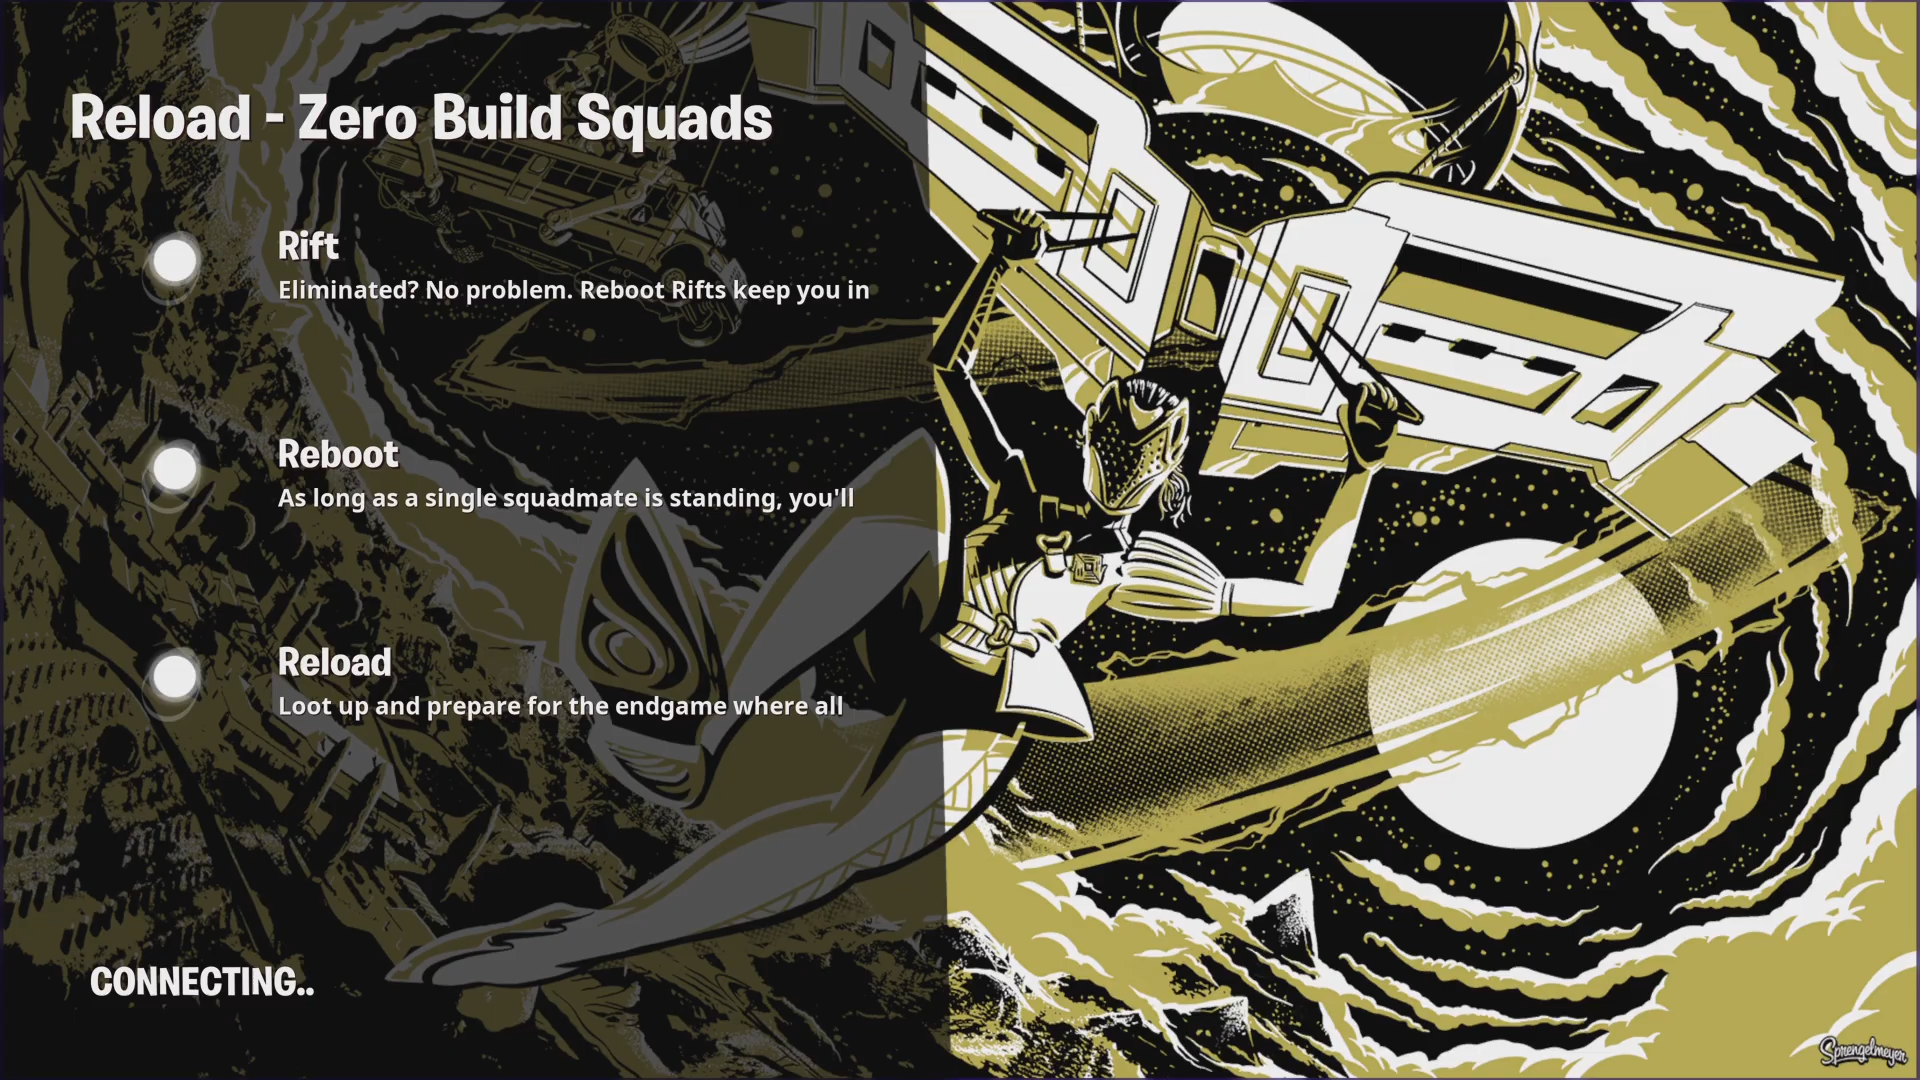 Reload - Zero Build Squads
Rift
Eliminated? No problem. Reboot Rifts keep you in
Reboot
As long as a single squadmate is standing, you'll
Reload
Loot up and prepare for the endgame where all
CONNECTING..
Sprengelmeyer